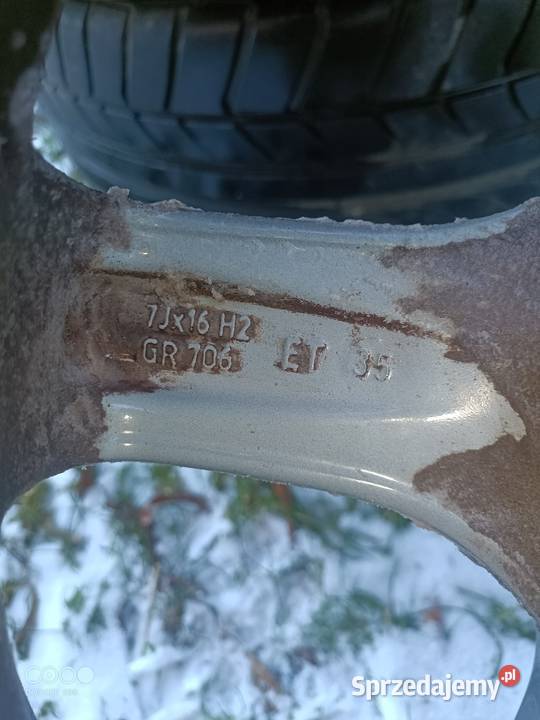 7Jx16 H2
GR 706 ET 35
Sprzedajemy.pl